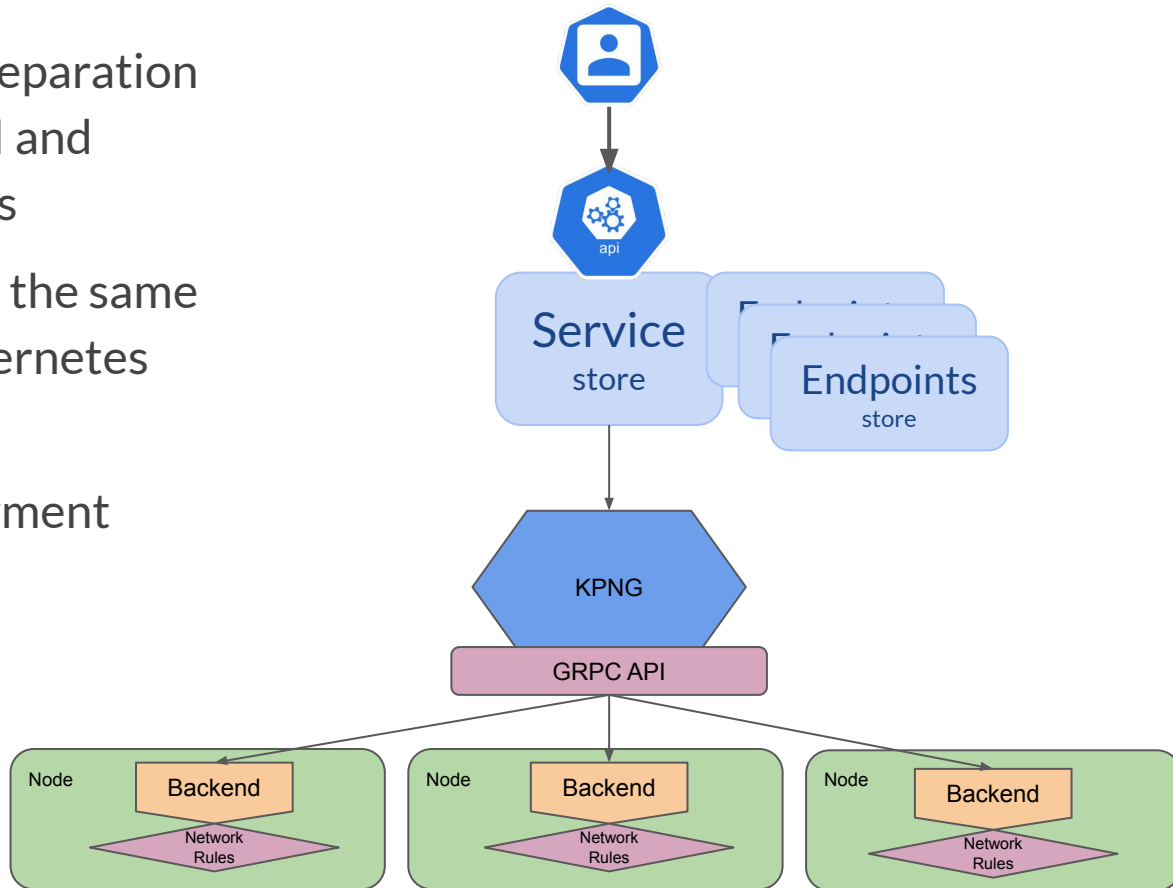 eparation
and
s
the same
ernetes
yment
api
Service
store
Endpoints
store
KPNG
GRPC API
Node
Backend
Network
Rules
Node
Backend
Network
Rules
Node
Backend
Network
Rules